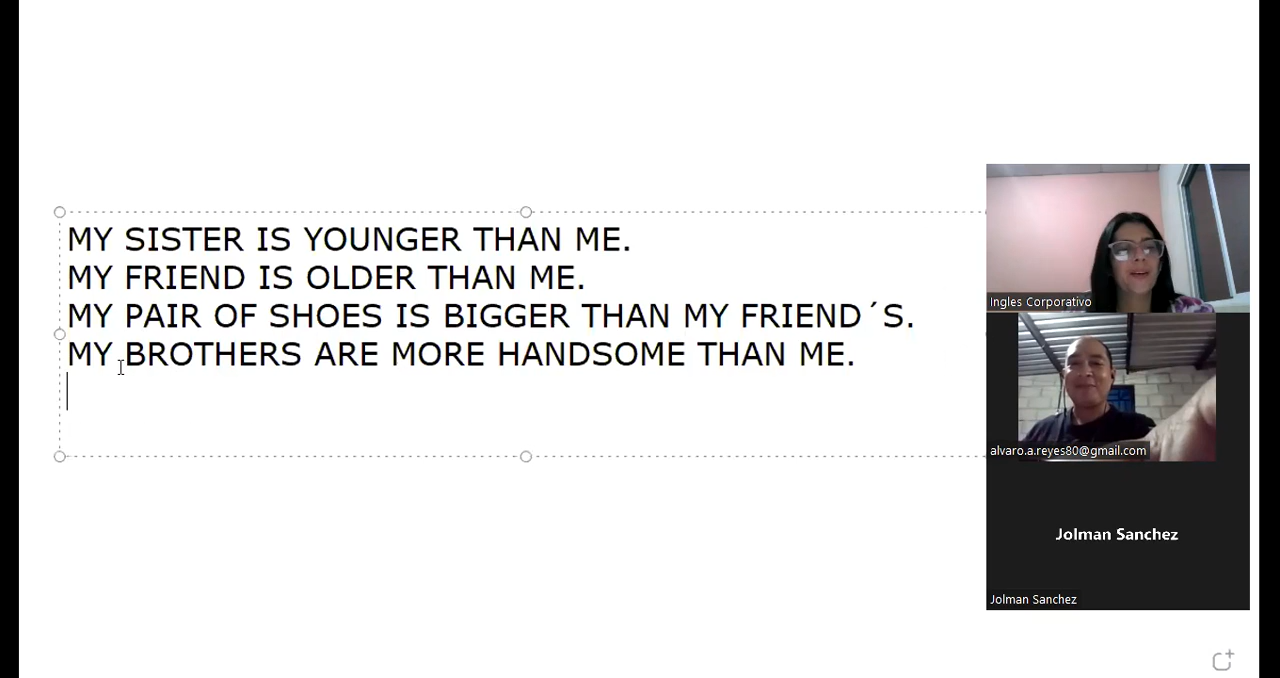 MY SISTER IS YOUNGER THAN ME.
MY FRIEND IS OLDER THAN ME.
MY PAIR OF SHOES IS BIGGER THAN MY FRIEND´S.
MY BROTHERS ARE MORE HANDSOME THAN ME.
Ingles Corporativo
alvaro.a.reyes80@gmail.com
Jolman Sanchez
Jolman Sanchez